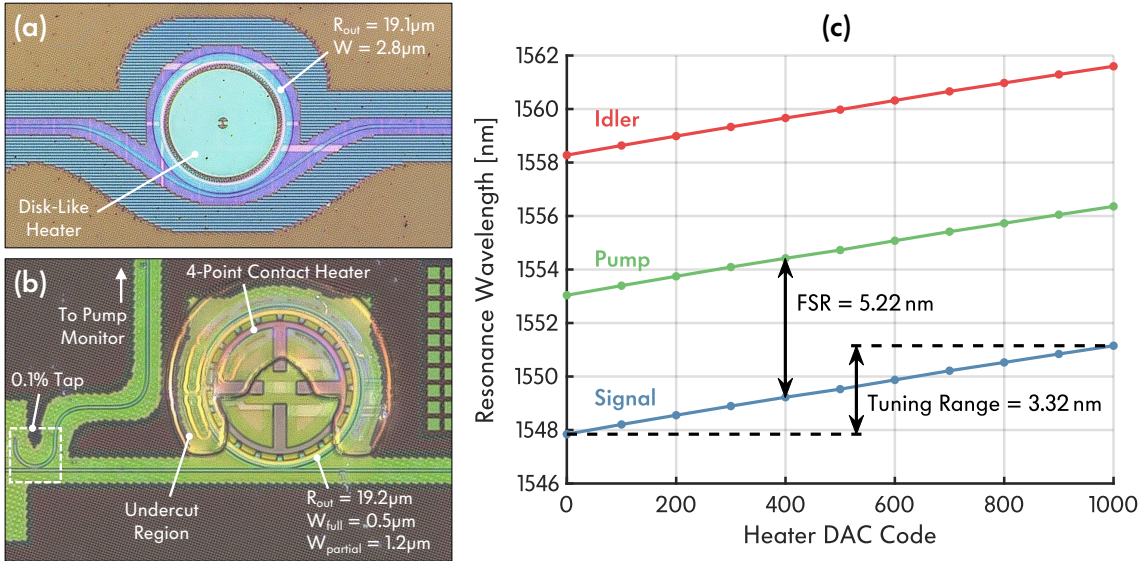 (a)
R_out = 19.1µm
W = 2.8µm
Disk-Like
Heater
(b)
4-Point Contact Heater
To Pump
Monitor
0.1% Tap
Undercut
Region
R_out = 19.2µm
W_full = 0.5µm
W_partial = 1.2µm
(c)
Resonance Wavelength [nm]
1562
1560
1558
1556
1554
1552
1550
1548
1546
Idler
Pump
FSR = 5.22 nm
Signal
Tuning Range = 3.32 nm
0 200 400 600 800 1000
Heater DAC Code